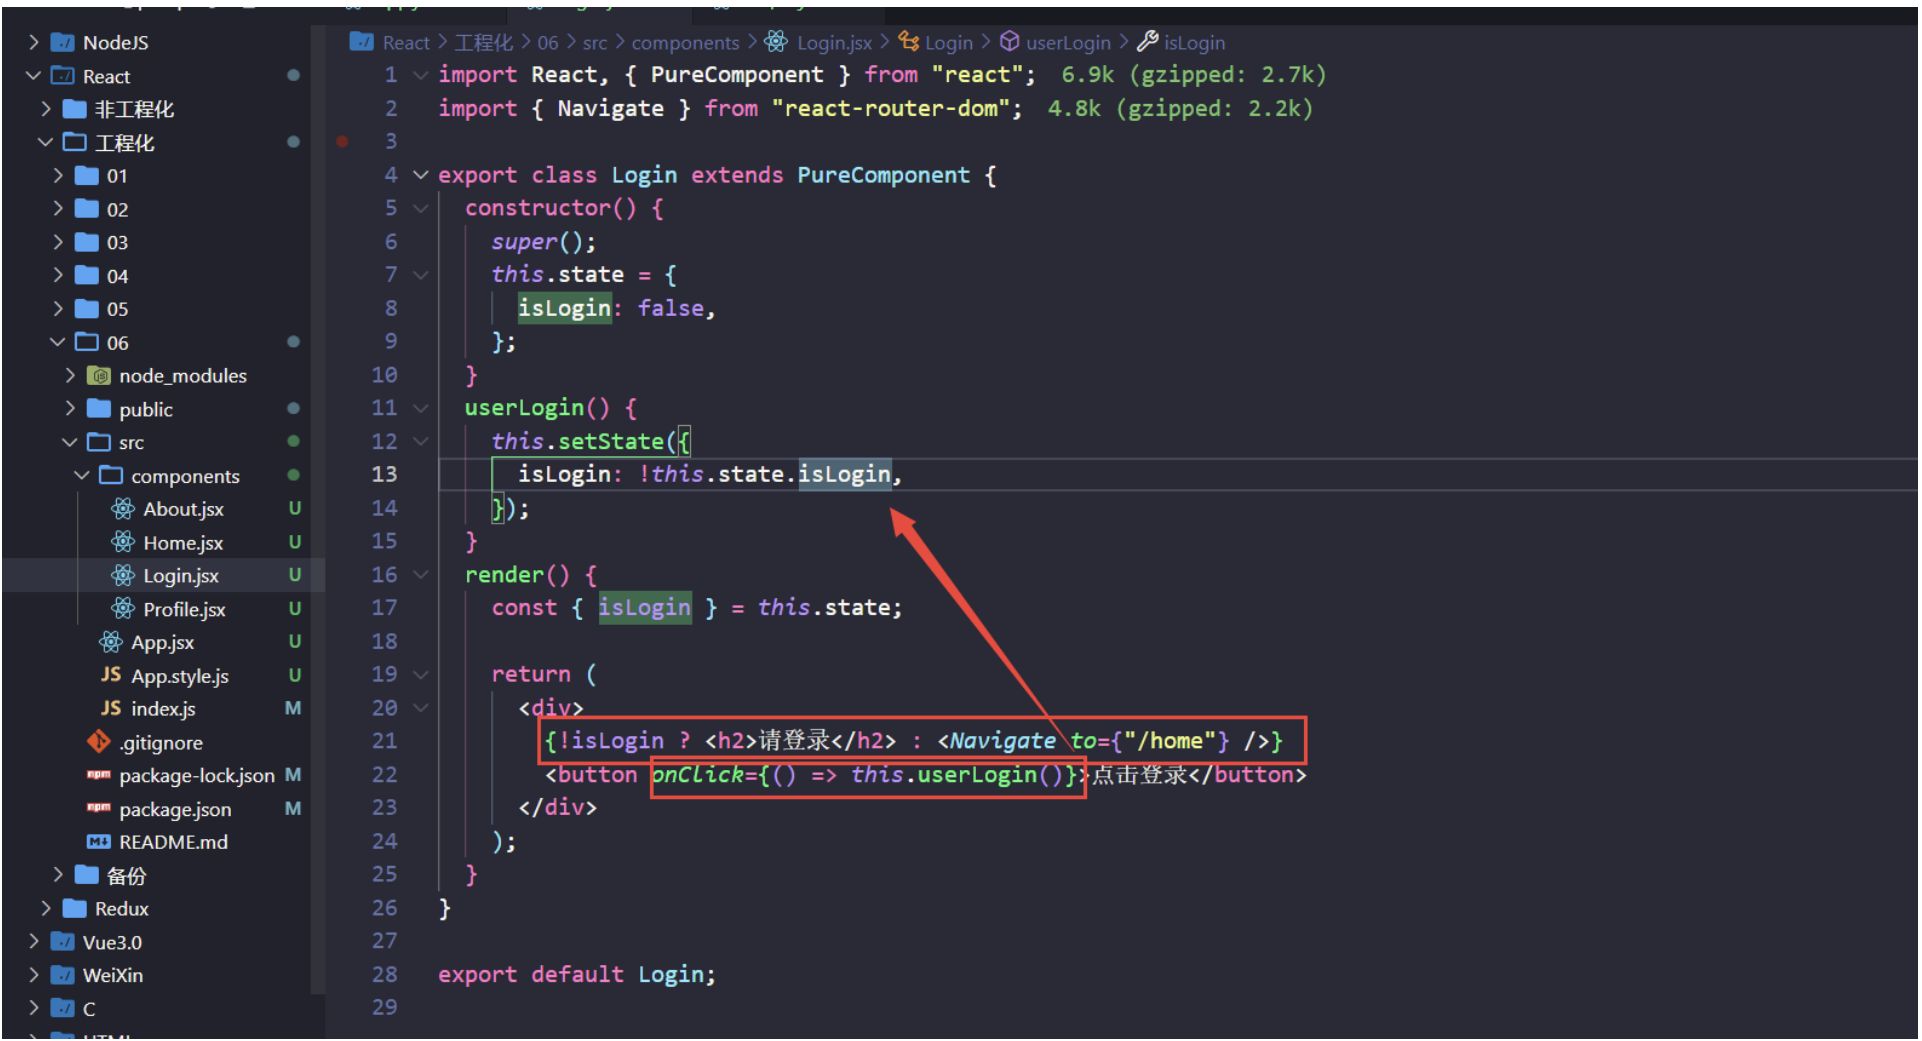 NodeJS
React
非工程化
工程化
01
02
03
04
05
06
node_modules
public
src
components
About.jsx U
Home.jsx U
Login.jsx U
Profile.jsx U
App.jsx U
JS App.style.js U
JS index.js M
.gitignore
npm package-lock.json M
npm package.json M
M README.md
备份
Redux
Vue3.0
WeiXin
C
HTML
React > 工程化 > 06 > src > components > Login.jsx > Login > userLogin > isLogin
1 import React, { PureComponent } from "react"; 6.9k (gzipped: 2.7k)
2 import { Navigate } from "react-router-dom"; 4.8k (gzipped: 2.2k)
3
4 export class Login extends PureComponent {
5 constructor() {
6 super();
7 this.state = {
8 isLogin: false,
9 };
10 }
11 userLogin() {
12 this.setState({
13 isLogin: !this.state.isLogin,
14 });
15 }
16 render() {
17 const { isLogin } = this.state;
18
19 return (
20 <div>
21 {!isLogin ? <h2>请登录</h2> : <Navigate to={"/home"} />}
22 <button onClick={() => this.userLogin()}>点击登录</button>
23 </div>
24 );
25 }
26 }
27
28 export default Login;
29